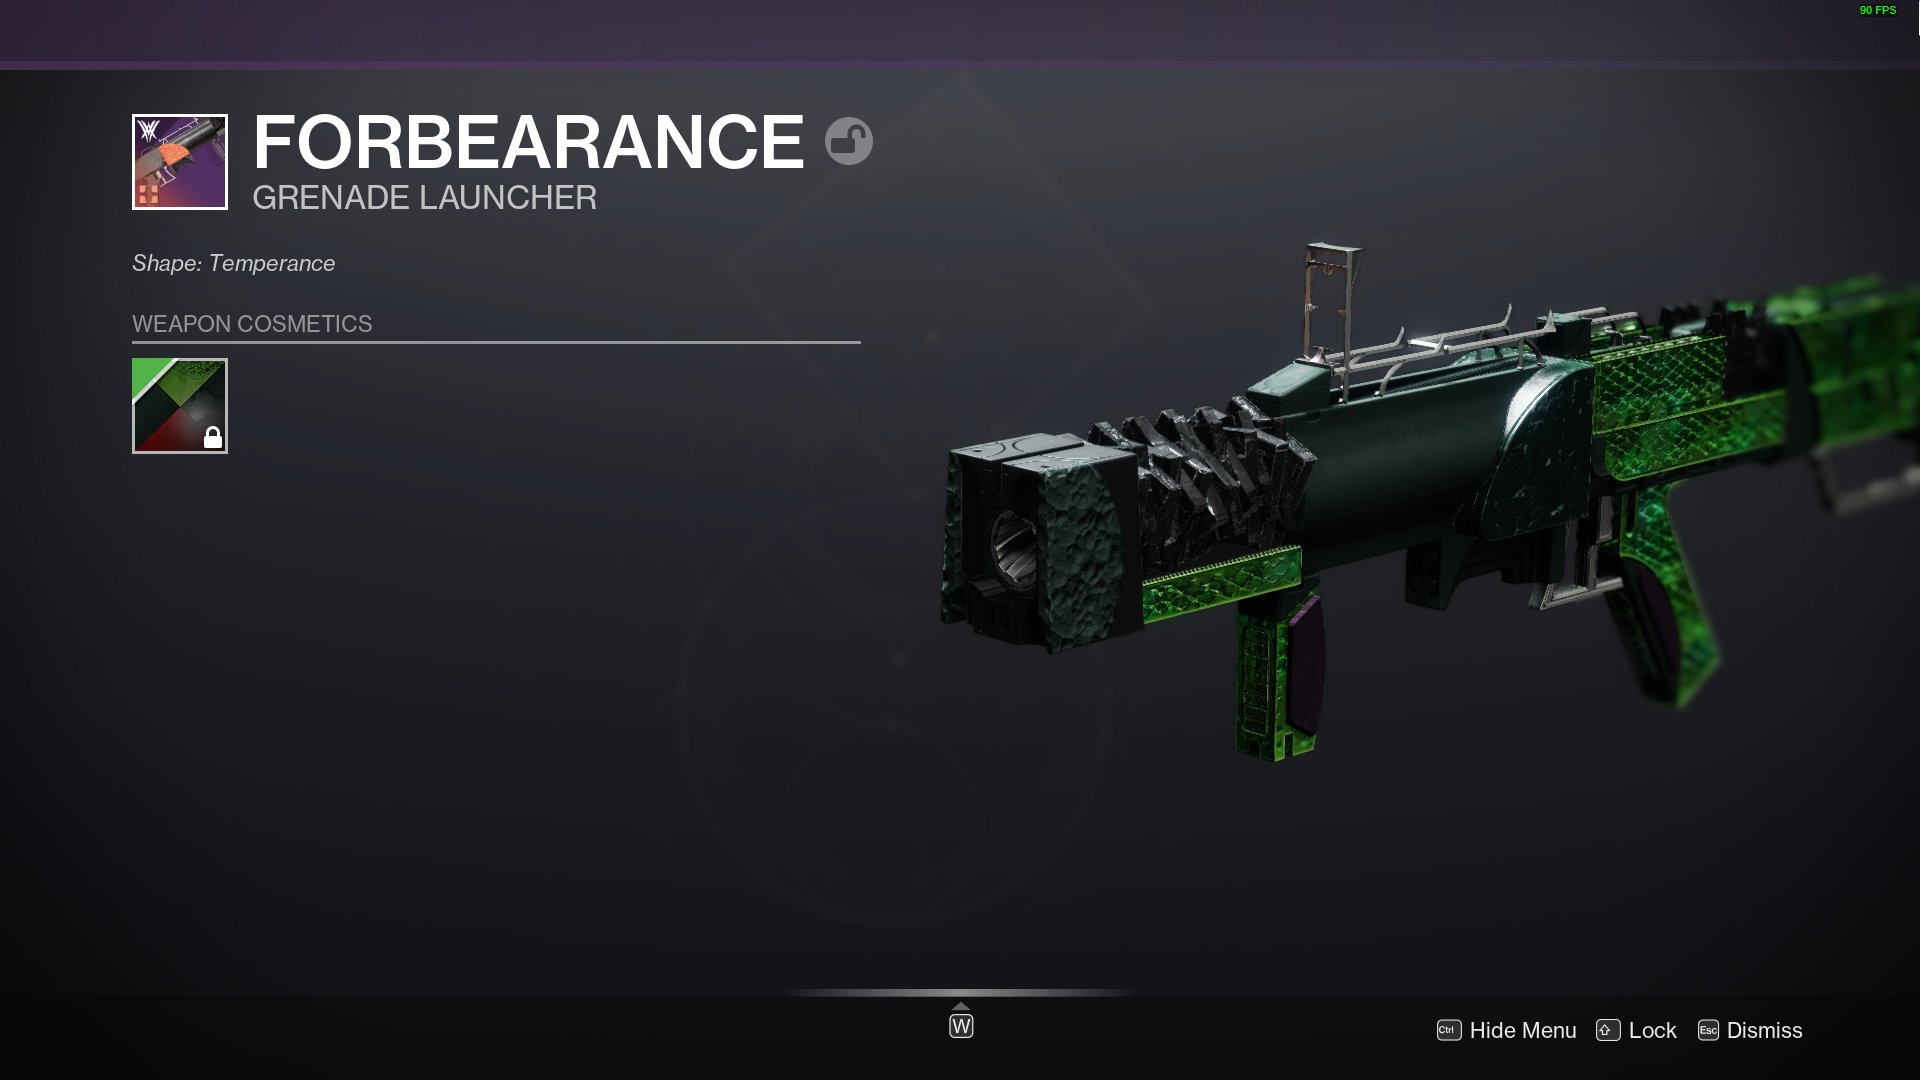 90 FPS
FORBEARANCE
GRENADE LAUNCHER
Shape: Temperance
WEAPON COSMETICS
W
Ctrl Hide Menu Lock Esc Dismiss